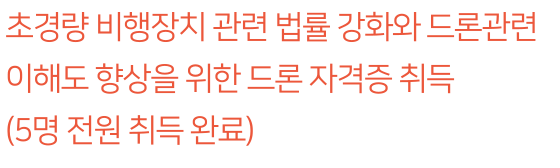 초경량 비행장치 관련 법률 강화와 드론관련
이해도 향상을 위한 드론 자격증 취득
(5명 전원 취득 완료)